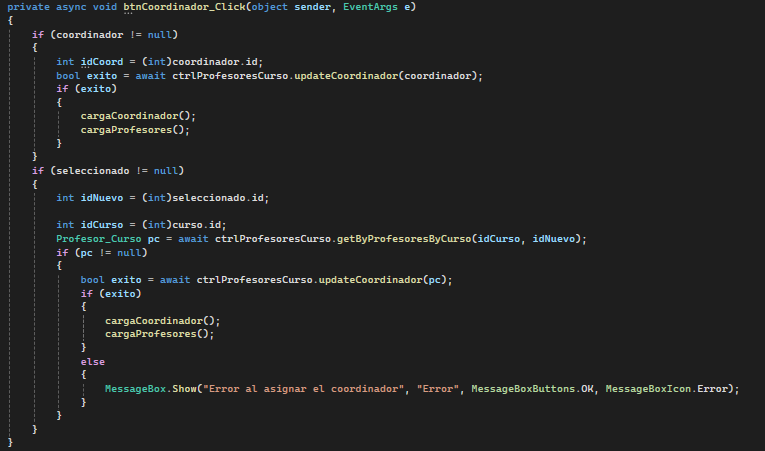 private async void btnCoordinador_Click(object sender, EventArgs e)
{
    if (coordinador != null)
    {
        int idCoord = (int)coordinador.id;
        bool exito = await ctrlProfesoresCurso.updateCoordinador(coordinador);
        if (exito)
        {
            cargaCoordinador();
            cargaProfesores();
        }
    }
    if (seleccionado != null)
    {
        int idNuevo = (int)seleccionado.id;

        int idCurso = (int)curso.id;
        Profesor_Curso pc = await ctrlProfesoresCurso.getByProfesoresByCurso(idCurso, idNuevo);
        if (pc != null)
        {
            bool exito = await ctrlProfesoresCurso.updateCoordinador(pc);
            if (exito)
            {
                cargaCoordinador();
                cargaProfesores();
            }
            else
            {
                MessageBox.Show("Error al asignar el coordinador", "Error", MessageBoxButtons.OK, MessageBoxIcon.Error);
            }
        }
    }
}